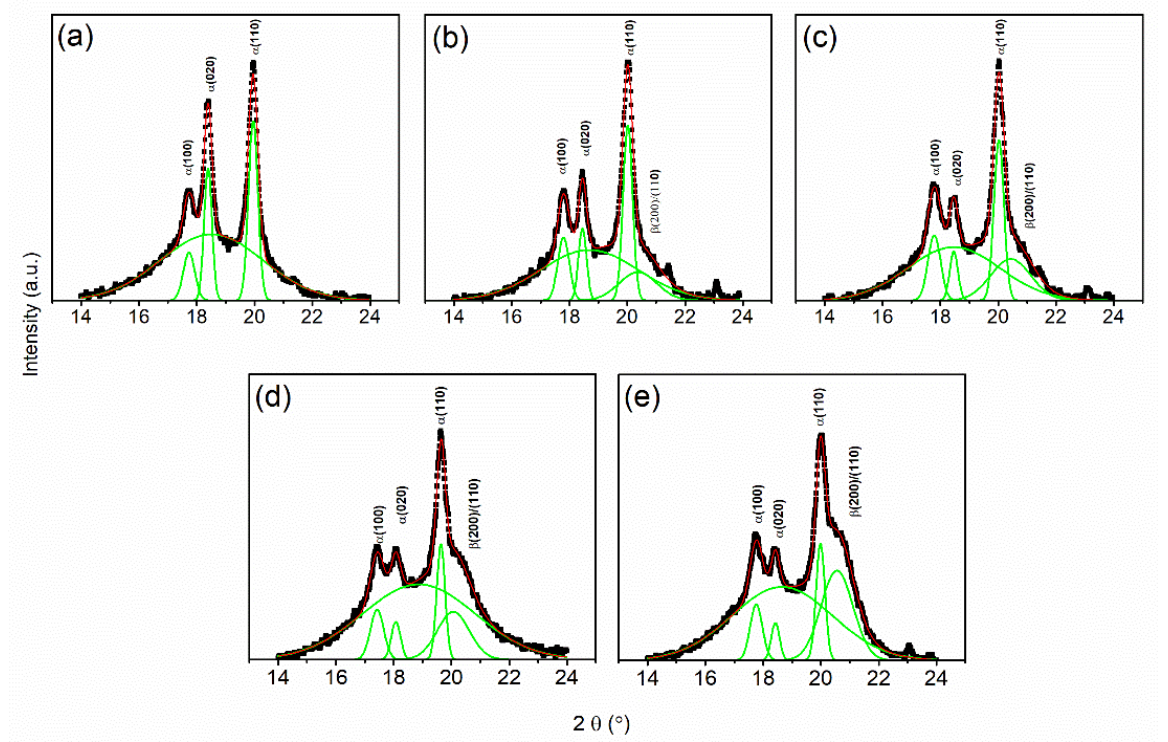 (a)
α(100)
α(020)
α(110)
14 16 18 20 22 24
(b)
α(100)
α(020)
α(110)
β(200)/(110)
14 16 18 20 22 24
(c)
α(100)
α(020)
α(110)
β(200)/(110)
14 16 18 20 22 24
Intensity (a.u.)
(d)
α(100)
α(020)
α(110)
β(200)/(110)
14 16 18 20 22 24
(e)
α(100)
α(020)
α(110)
β(200)/(110)
14 16 18 20 22 24
2 θ (°)